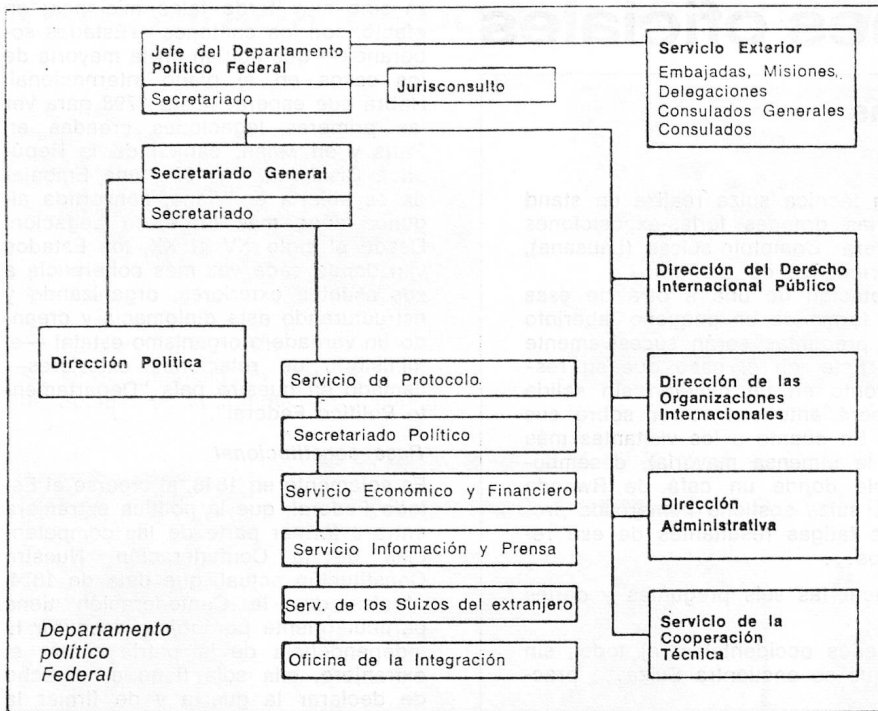 Jefe del Departamento
Político Federal
Secretariado
Jurisconsulto
Servicio Exterior
Embajadas, Misiones,
Delegaciones
Consulados Generales
Consulados
Secretariado General
Secretariado
Dirección del Derecho
Internacional Público
Dirección Política
Servicio de Protocolo
Secretariado Político
Servicio Económico y Financiero
Servicio Información y Prensa
Serv. de los Suizos del extranjero
Oficina de la Integración
Dirección de las
Organizaciones
Internacionales
Dirección
Administrativa
Servicio de la
Cooperación
Técnica
Departamento
politico
Federal